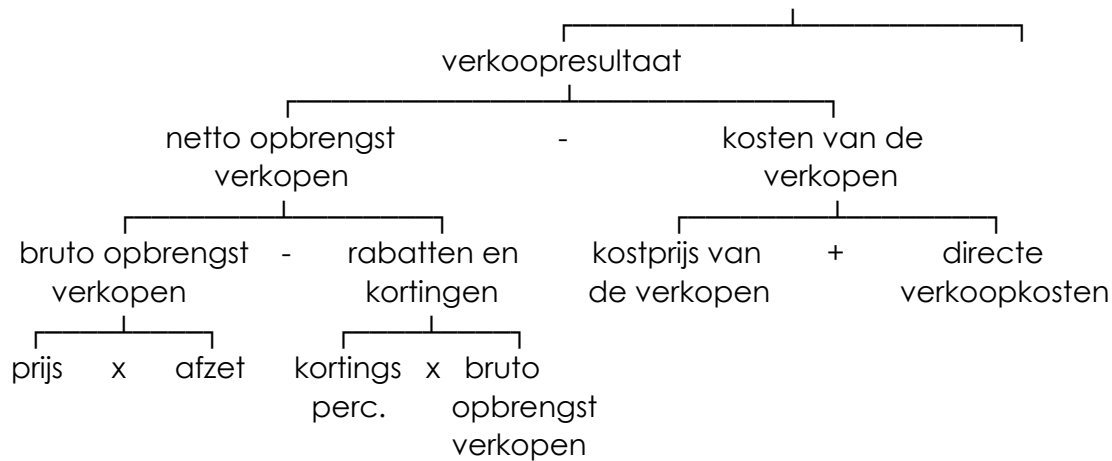 verkoopresultaat
netto opbrengst - kosten van de
verkopen verkopen
bruto opbrengst - rabatten en kostprijs van + directe
verkopen kortingen de verkopen verkoopkosten
prijs x afzet kortings x bruto
perc. opbrengst
verkopen